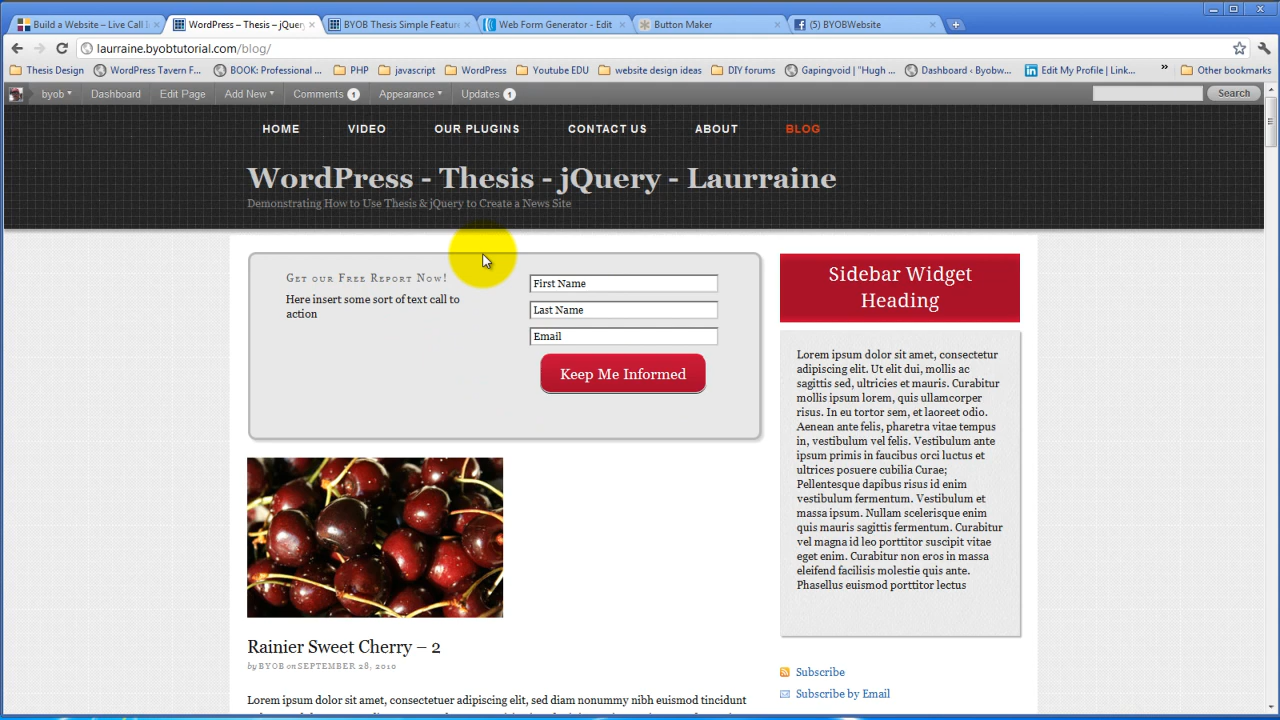 Build a Website – Live Call I
WordPress – Thesis – jQuery
BYOB Thesis Simple Featur
Web Form Generator - Edit
Button Maker
(5) BYOBWebsite
laurraine.byobtutorial.com/blog/
Thesis Design
WordPress Tavern F...
BOOK: Professional ...
PHP
javascript
WordPress
Youtube EDU
website design ideas
DIY forums
Gapingvoid | "Hugh ...
Dashboard ‹ Byobw...
Edit My Profile | Link...
»
Other bookmarks
byob
Dashboard
Edit Page
Add New
Comments 1
Appearance
Updates 1
Search
HOME
VIDEO
OUR PLUGINS
CONTACT US
ABOUT
BLOG
WordPress - Thesis - jQuery - Laurraine
Demonstrating How to Use Thesis & jQuery to Create a News Site
Get our Free Report Now!
Here insert some sort of text call to
action
First Name
Last Name
Email
Keep Me Informed
Rainier Sweet Cherry – 2
by BYOB on SEPTEMBER 28, 2010
Lorem ipsum dolor sit amet, consectetuer adipiscing elit, sed diam nonummy nibh euismod tincidunt
Sidebar Widget
Heading
Lorem ipsum dolor sit amet, consectetur
adipiscing elit. Ut elit dui, mollis ac
sagittis sed, ultricies et mauris. Curabitur
mollis ipsum lorem, quis ullamcorper
risus. In eu tortor sem, et laoreet odio.
Aenean ante felis, pharetra vitae tempus
in, vestibulum vel felis. Vestibulum ante
ipsum primis in faucibus orci luctus et
ultrices posuere cubilia Curae;
Pellentesque dapibus risus id enim
vestibulum fermentum. Vestibulum et
massa ipsum. Nullam scelerisque enim
quis mauris sagittis fermentum. Curabitur
vel magna id leo porttitor suscipit vitae
eget enim. Curabitur non eros in massa
eleifend facilisis molestie quis ante.
Phasellus euismod porttitor lectus
Subscribe
Subscribe by Email